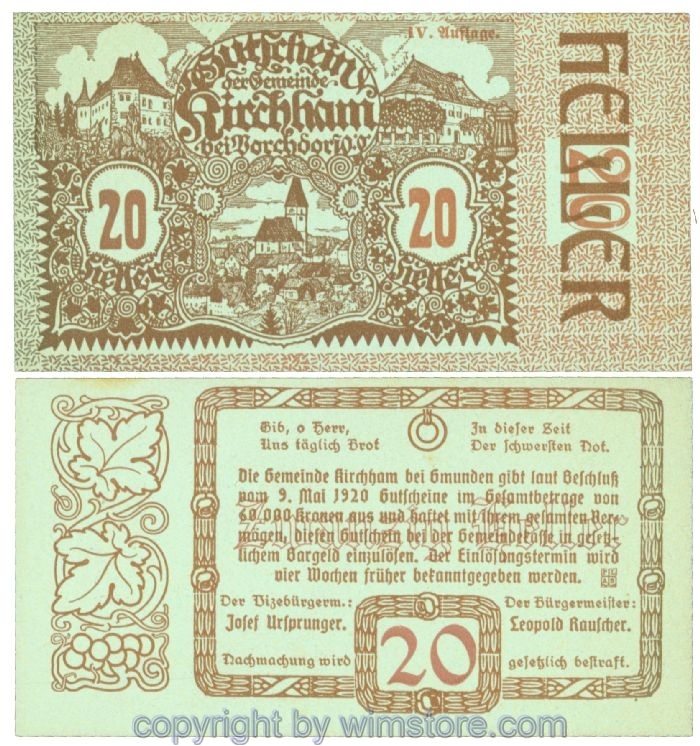 IV. Auflage.
Gutschein
der Gemeinde
Kirchham
bei Vorchdorf O.Ö.
20
Heller
20
Heller
HELLER
20
Gib, o Herr,
Uns täglich Brot
In dieser Zeit
Der schwersten Not.
Die Gemeinde Kirchham bei Gmunden gibt laut Beschluß
vom 9. Mai 1920 Gutscheine im Gesamtbetrage von
60.000 Kronen aus und haftet mit ihrem gesamten Ver=
mögen, diesen Gutschein bei der Gemeindekasse in gesetz=
lichem Bargeld einzulösen. Der Einlösungstermin wird
vier Wochen früher bekanntgegeben werden.
Zwanzig Heller
Der Vizebürgerm.:
Josef Ursprunger.
Der Bürgermeister:
Leopold Rauscher.
20
Nachmachung wird gesetzlich bestraft.
copyright by wimstore.com